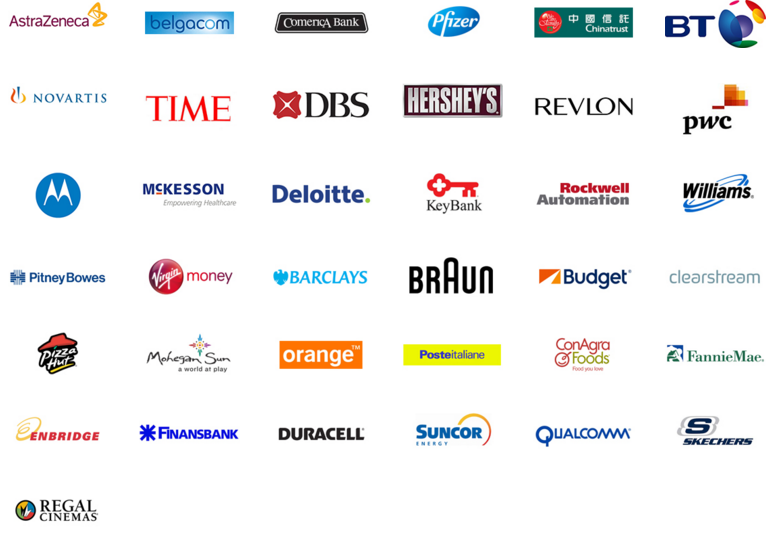 AstraZeneca
belgacom
Comerica Bank
Pfizer
中國信託
Chinatrust
BT
NOVARTIS
TIME
DBS
HERSHEY'S
REVLON
pwc
MCKESSON
Empowering Healthcare
Deloitte.
KeyBank
Rockwell
Automation
Williams.
PitneyBowes
Virgin money
BARCLAYS
BRAUN
Budget®
clearstream
Pizza
Hut
Mohegan Sun
a world at play
orange™
Posteitaliane
ConAgra
Foods
Food you love
FannieMae.
ENBRIDGE
FINANSBANK
DURACELL
SUNCOR
ENERGY
QUALCOMM®
S
SKECHERS
REGAL
CINEMAS